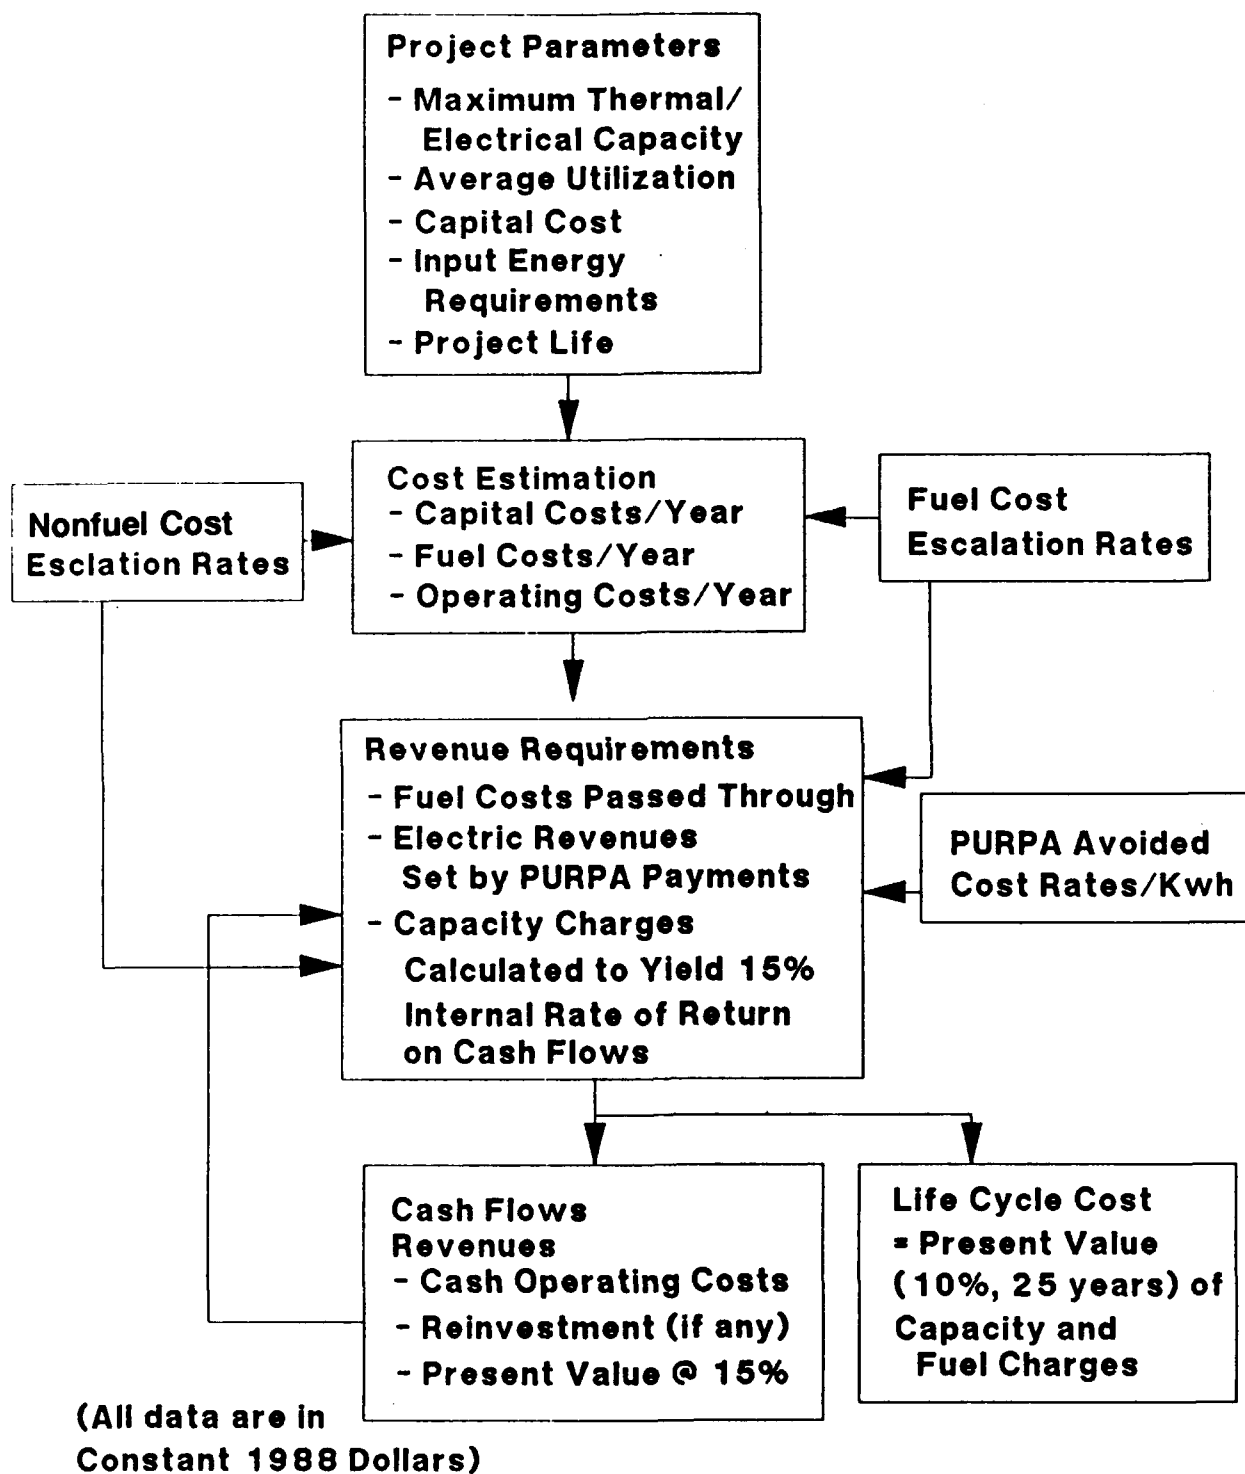 Project Parameters
- Maximum Thermal/
Electrical Capacity
- Average Utilization
- Capital Cost
- Input Energy
Requirements
- Project Life
Cost Estimation
- Capital Costs/Year
- Fuel Costs/Year
- Operating Costs/Year
Nonfuel Cost
Esclation Rates
Fuel Cost
Escalation Rates
Revenue Requirements
- Fuel Costs Passed Through
- Electric Revenues
Set by PURPA Payments
- Capacity Charges
Calculated to Yield 15%
Internal Rate of Return
on Cash Flows
PURPA Avoided
Cost Rates/Kwh
Cash Flows
Revenues
- Cash Operating Costs
- Reinvestment (if any)
- Present Value @ 15%
Life Cycle Cost
= Present Value
(10%, 25 years) of
Capacity and
Fuel Charges
(All data are in
Constant 1988 Dollars)